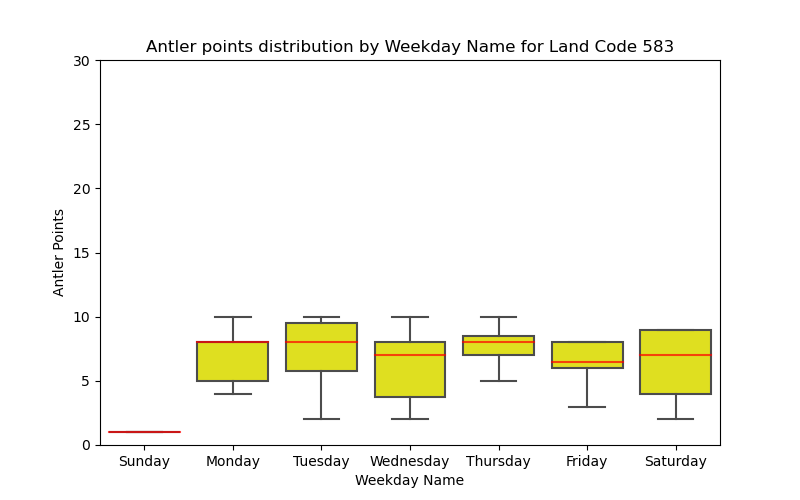 Antler points distribution by Weekday Name for Land Code 583
30
25
20
15
10
5
0
Antler Points
Sunday Monday Tuesday Wednesday Thursday Friday Saturday
Weekday Name